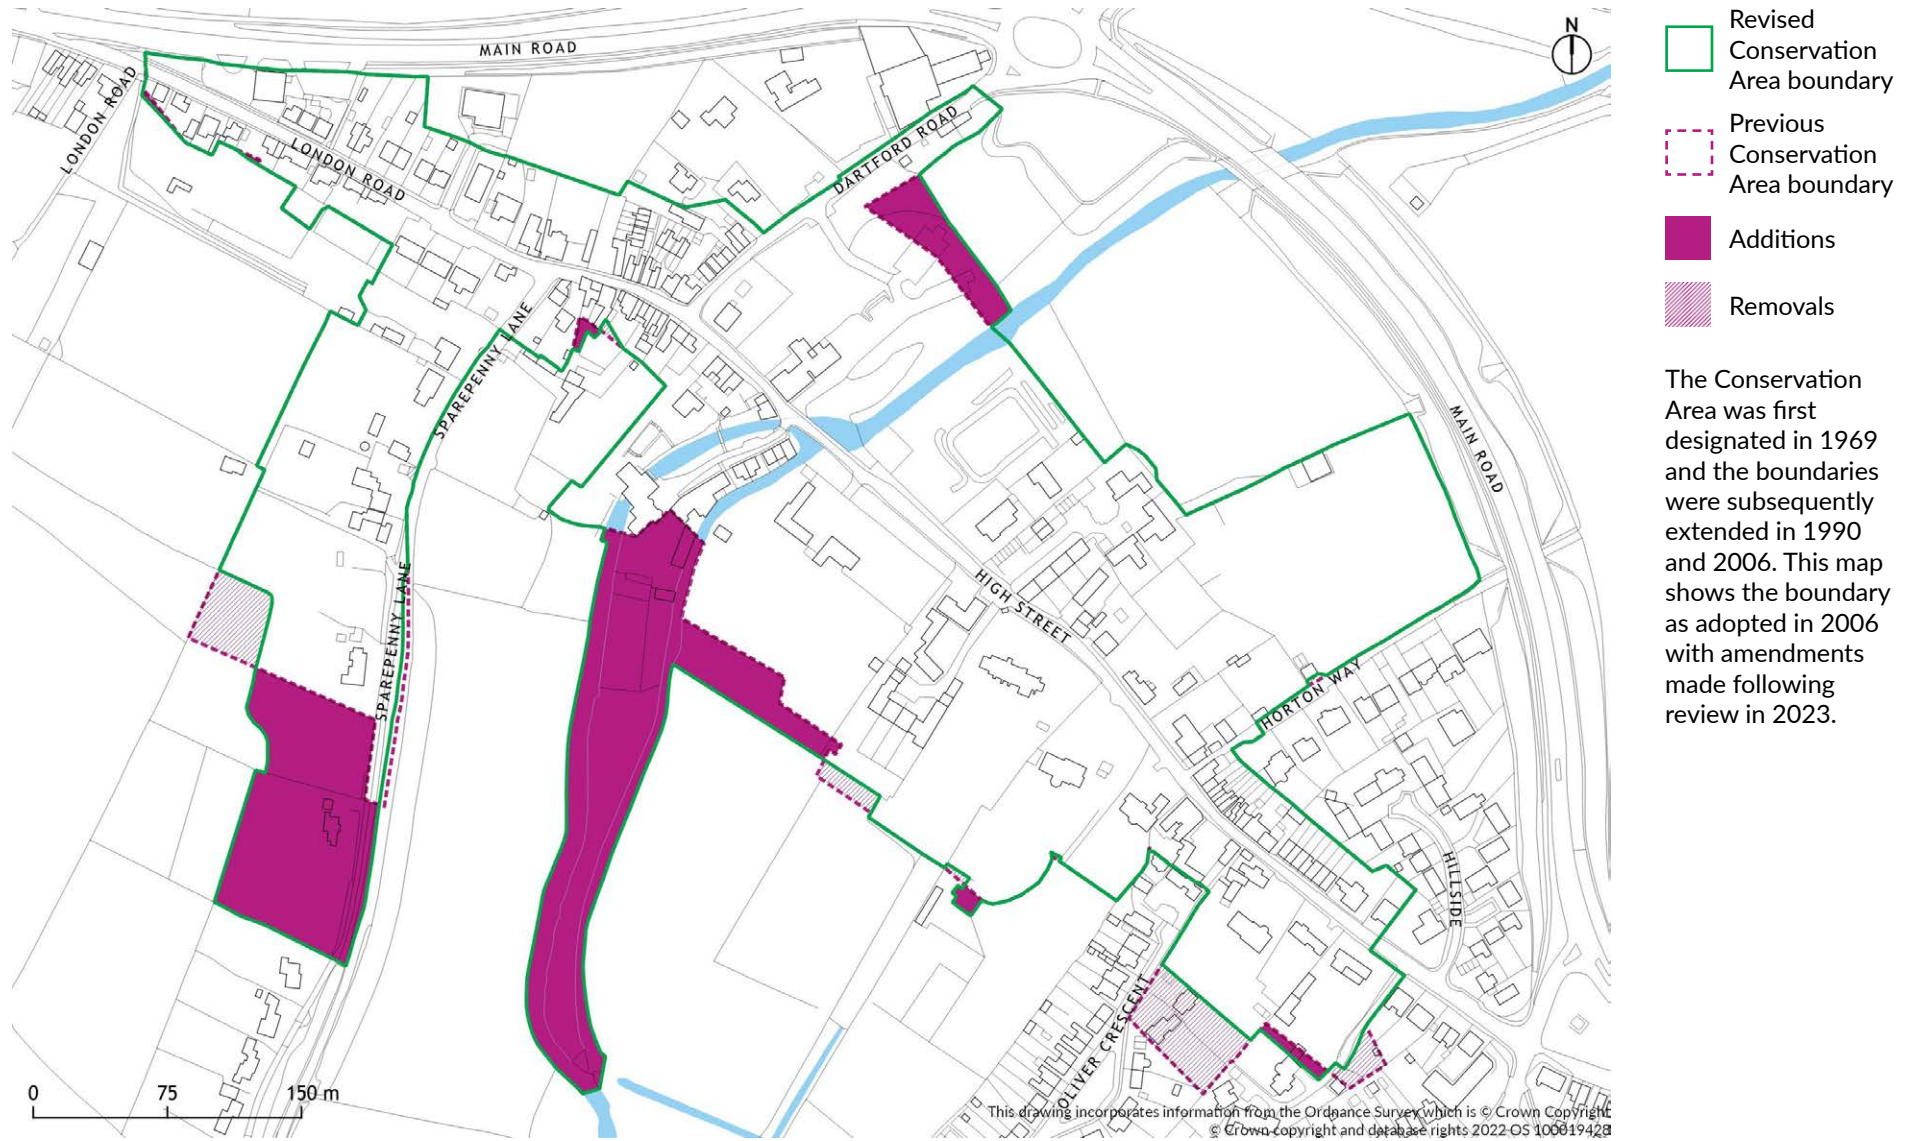 MAIN ROAD
N
LONDON ROAD
LONDON ROAD
DARTFORD ROAD
SPAREPENNY LANE
MAIN ROAD
SPAREPENNY LANE
HIGH STREET
HORTON WAY
HILLSIDE
OLIVER CRESCENT
0 75 150 m
This drawing incorporates information from the Ordnance Survey which is © Crown Copyright
© Crown copyright and database rights 2022 OS 100019428
Revised
Conservation
Area boundary
Previous
Conservation
Area boundary
Additions
Removals
The Conservation
Area was first
designated in 1969
and the boundaries
were subsequently
extended in 1990
and 2006. This map
shows the boundary
as adopted in 2006
with amendments
made following
review in 2023.